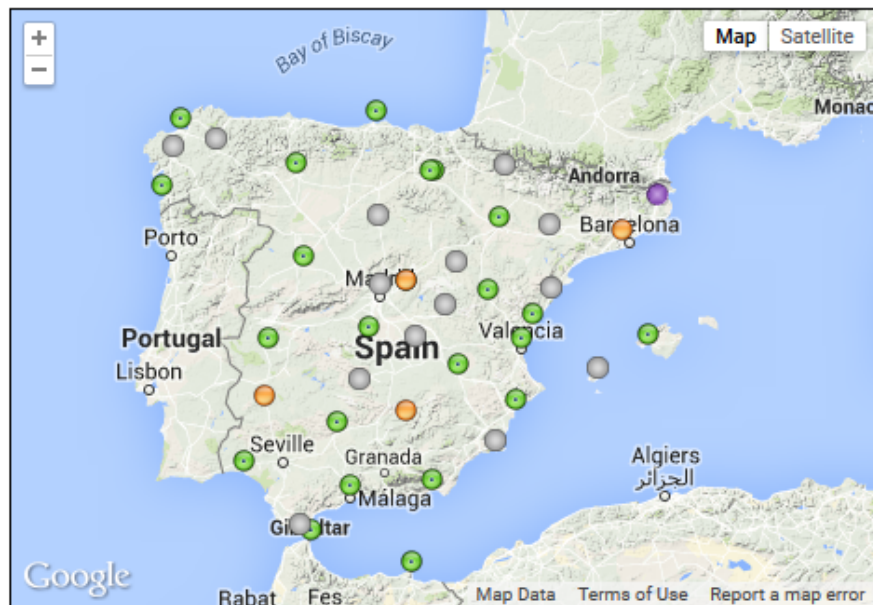 +
Bay of Biscay
Map Satellite
−
Monac
Andorra
Barcelona
Porto
Madrid
Portugal
Spain
Valencia
Lisbon
Seville
Granada
Algiers
الجزائر
Málaga
Gibraltar
Google
Rabat Fes
Map Data Terms of Use Report a map error